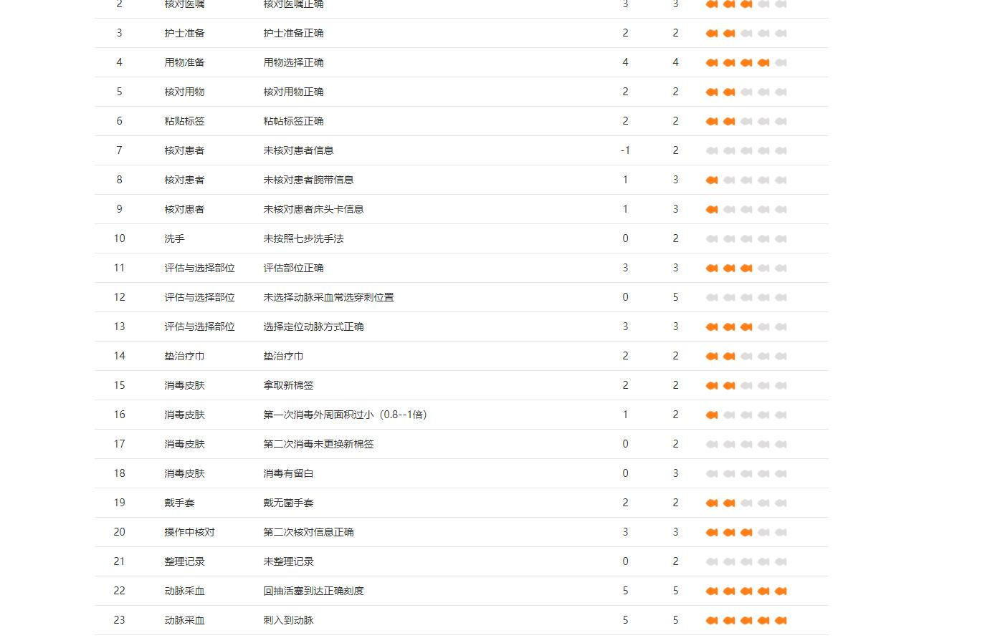 2 核对医嘱 核对医嘱正确 3 3
3 护士准备 护士准备正确 2 2
4 用物准备 用物选择正确 4 4
5 核对用物 核对用物正确 2 2
6 粘贴标签 粘帖标签正确 2 2
7 核对患者 未核对患者信息 -1 2
8 核对患者 未核对患者腕带信息 1 3
9 核对患者 未核对患者床头卡信息 1 3
10 洗手 未按照七步洗手法 0 2
11 评估与选择部位 评估部位正确 3 3
12 评估与选择部位 未选择动脉采血常选穿刺位置 0 5
13 评估与选择部位 选择定位动脉方式正确 3 3
14 垫治疗巾 垫治疗巾 2 2
15 消毒皮肤 拿取新棉签 2 2
16 消毒皮肤 第一次消毒外周面积过小（0.8--1倍） 1 2
17 消毒皮肤 第二次消毒未更换新棉签 0 2
18 消毒皮肤 消毒有留白 0 3
19 戴手套 戴无菌手套 2 2
20 操作中核对 第二次核对信息正确 3 3
21 整理记录 未整理记录 0 2
22 动脉采血 回抽活塞到达正确刻度 5 5
23 动脉采血 刺入到动脉 5 5